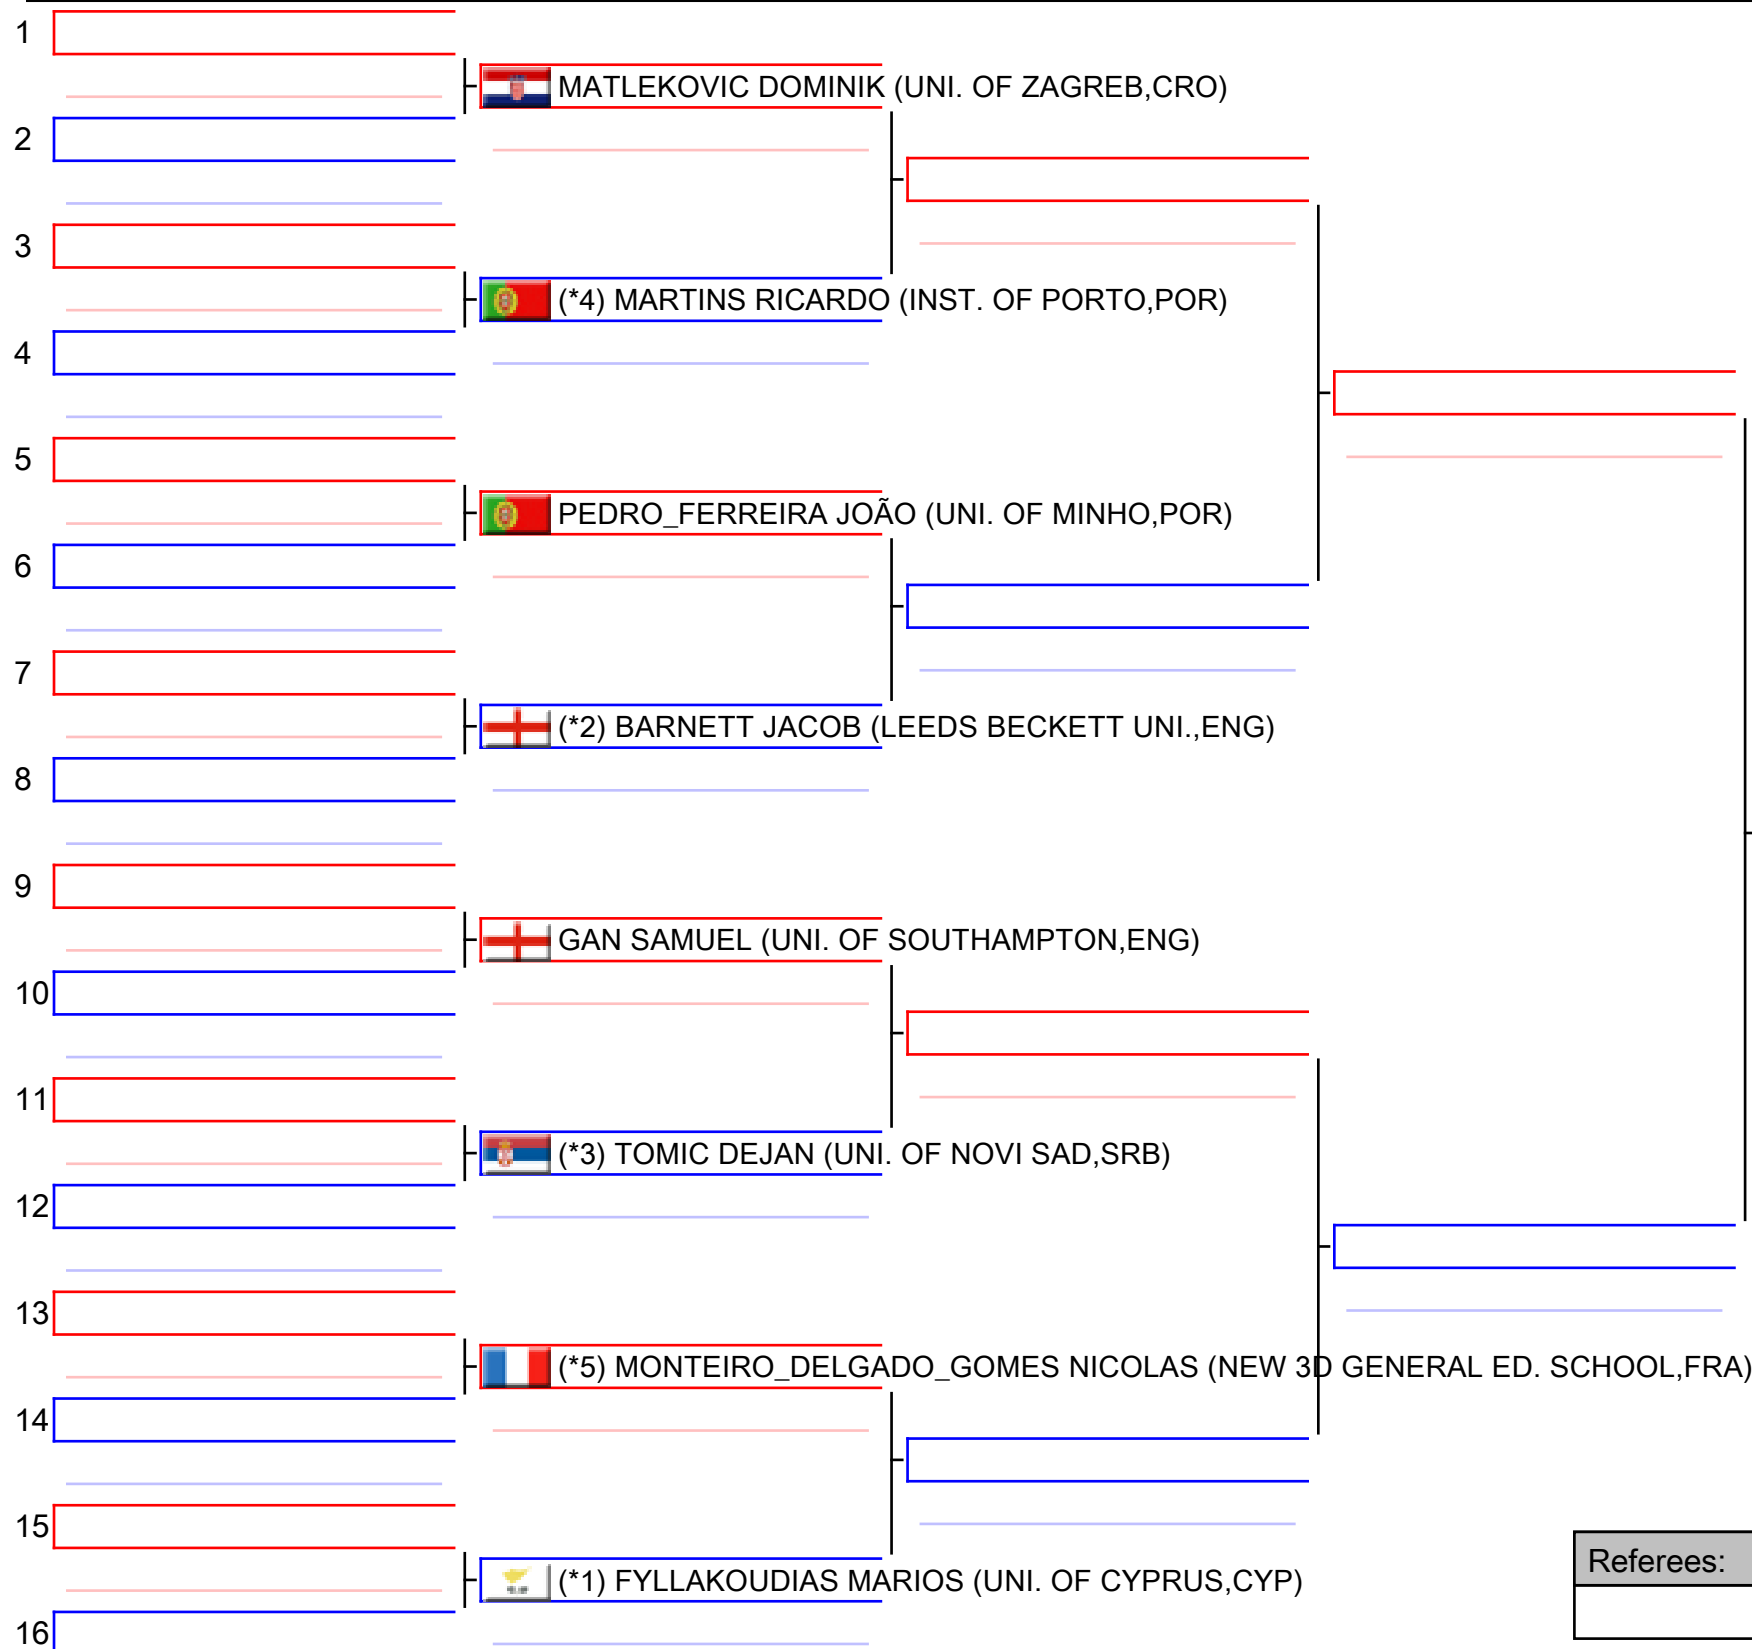 1
MATLEKOVIC DOMINIK (UNI. OF ZAGREB,CRO)
2
3
(*4) MARTINS RICARDO (INST. OF PORTO,POR)
4
5
PEDRO_FERREIRA JOÃO (UNI. OF MINHO,POR)
6
7
(*2) BARNETT JACOB (LEEDS BECKETT UNI.,ENG)
8
9
GAN SAMUEL (UNI. OF SOUTHAMPTON,ENG)
10
11
(*3) TOMIC DEJAN (UNI. OF NOVI SAD,SRB)
12
13
(*5) MONTEIRO_DELGADO_GOMES NICOLAS (NEW 3D GENERAL ED. SCHOOL,FRA)
14
15
Referees:
(*1) FYLLAKOUDIAS MARIOS (UNI. OF CYPRUS,CYP)
16